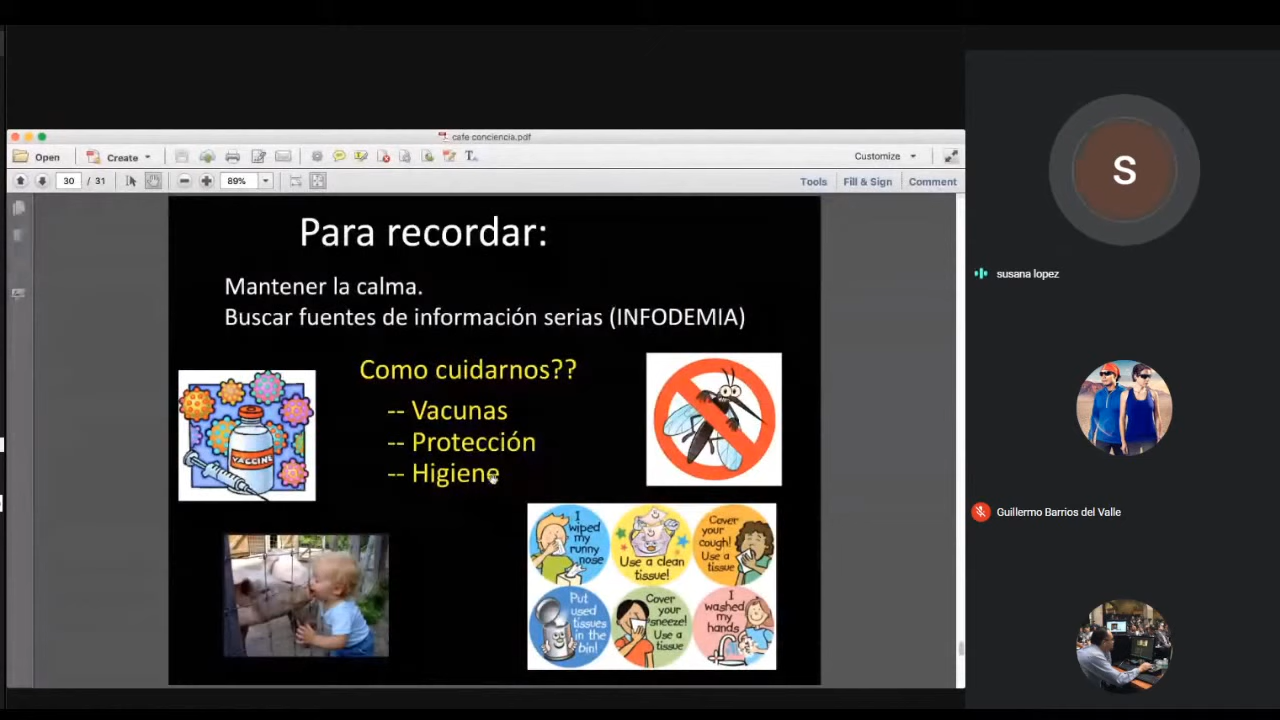 cafe conciencia.pdf
Open
Create
Customize
30 / 31
89%
Tools
Fill & Sign
Comment
Para recordar:
Mantener la calma.
Buscar fuentes de información serias (INFODEMIA)
Como cuidarnos??
-- Vacunas
-- Protección
-- Higiene
VACCINE
I
wiped
my
runny
nose
Use a clean
tissue!
Cover
your
cough!
Use a
tissue
Put
used
tissues
in the
bin!
Cover
your
sneeze!
Use a
tissue
I
washed
my
hands
S
susana lopez
Guillermo Barrios del Valle